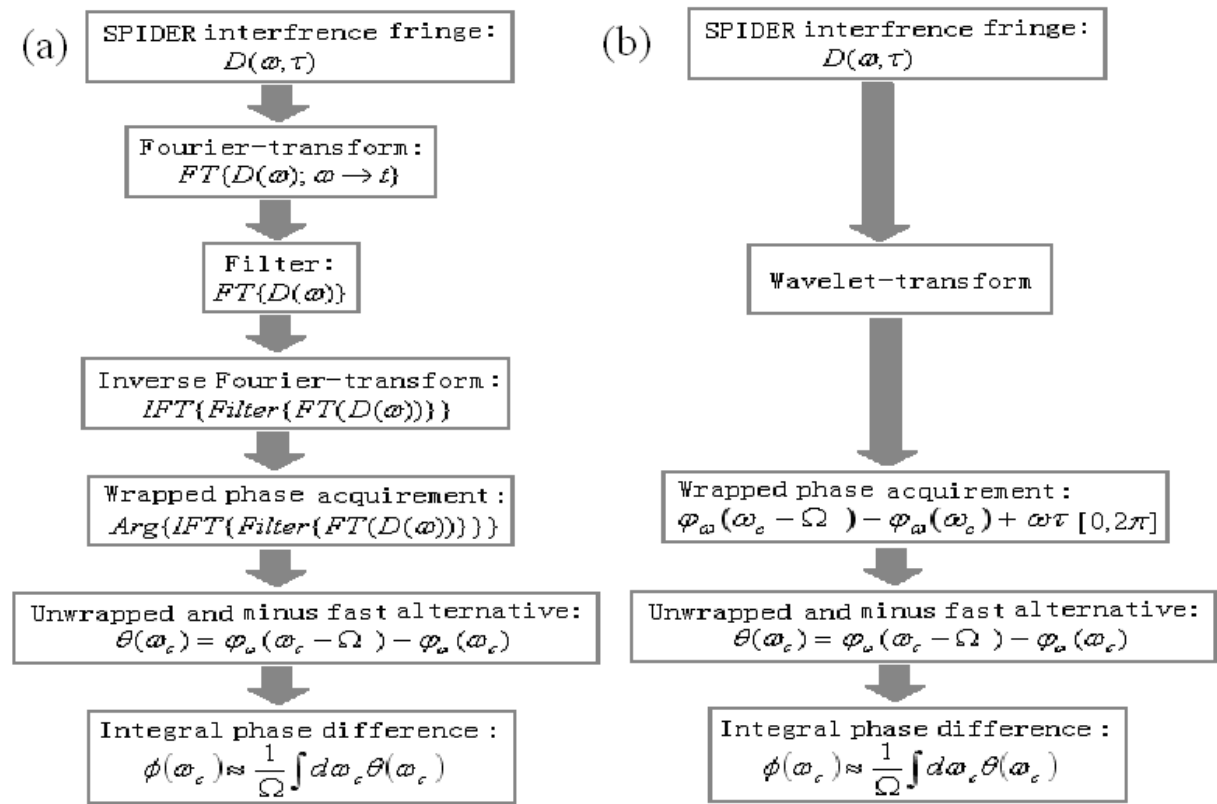 (a)
SPIDER interfrence fringe:
D(ω,τ)
Fourier-transform:
FT{D(ω); ω → t}
Filter:
FT{D(ω)}
Inverse Fourier-transform:
IFT{Filter{FT(D(ω))}}
Wrapped phase acquirement:
Arg{IFT{Filter{FT(D(ω))}}}
Unwrapped and minus fast alternative:
θ(ω_c) = φ_ω(ω_c − Ω ) − φ_ω(ω_c)
Integral phase difference:
ϕ(ω_c) ≈ 1/Ω ∫ dω_c θ(ω_c)
(b)
SPIDER interfrence fringe:
D(ω,τ)
Wavelet-transform
Wrapped phase acquirement:
φ_ω(ω_c − Ω ) − φ_ω(ω_c) + ωτ [0,2π]
Unwrapped and minus fast alternative:
θ(ω_c) = φ_ω(ω_c − Ω ) − φ_ω(ω_c)
Integral phase difference:
ϕ(ω_c) ≈ 1/Ω ∫ dω_c θ(ω_c)